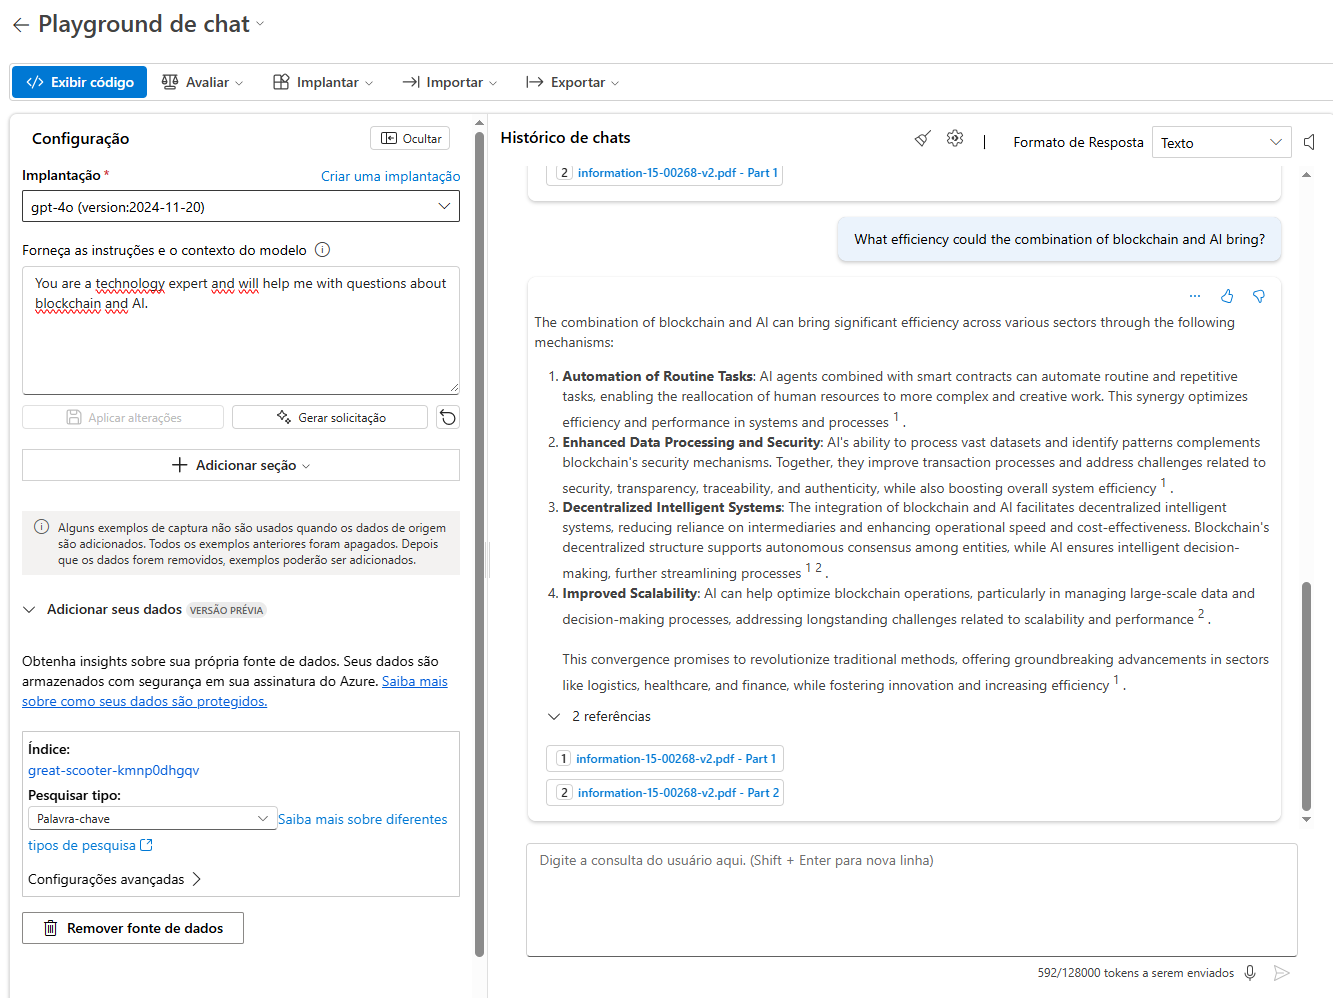 Playground de chat
Exibir código
Avaliar
Implantar
Importar
Exportar
Configuração
Ocultar
Implantação *
Criar uma implantação
gpt-4o (version:2024-11-20)
Forneça as instruções e o contexto do modelo
You are a technology expert and will help me with questions about
blockchain and AI.
Aplicar alterações
Gerar solicitação
Adicionar seção
Alguns exemplos de captura não são usados quando os dados de origem
são adicionados. Todos os exemplos anteriores foram apagados. Depois
que os dados forem removidos, exemplos poderão ser adicionados.
Adicionar seus dados VERSÃO PRÉVIA
Obtenha insights sobre sua própria fonte de dados. Seus dados são
armazenados com segurança em sua assinatura do Azure. Saiba mais
sobre como seus dados são protegidos.
Índice:
great-scooter-kmnp0dhgqv
Pesquisar tipo:
Palavra-chave
Saiba mais sobre diferentes
tipos de pesquisa
Configurações avançadas
Remover fonte de dados
Histórico de chats
Formato de Resposta
Texto
2 information-15-00268-v2.pdf - Part 1
What efficiency could the combination of blockchain and AI bring?
The combination of blockchain and AI can bring significant efficiency across various sectors through the following
mechanisms:
1. Automation of Routine Tasks: AI agents combined with smart contracts can automate routine and repetitive
tasks, enabling the reallocation of human resources to more complex and creative work. This synergy optimizes
efficiency and performance in systems and processes 1 .
2. Enhanced Data Processing and Security: AI's ability to process vast datasets and identify patterns complements
blockchain's security mechanisms. Together, they improve transaction processes and address challenges related to
security, transparency, traceability, and authenticity, while also boosting overall system efficiency 1 .
3. Decentralized Intelligent Systems: The integration of blockchain and AI facilitates decentralized intelligent
systems, reducing reliance on intermediaries and enhancing operational speed and cost-effectiveness. Blockchain's
decentralized structure supports autonomous consensus among entities, while AI ensures intelligent decision-
making, further streamlining processes 1 2 .
4. Improved Scalability: AI can help optimize blockchain operations, particularly in managing large-scale data and
decision-making processes, addressing longstanding challenges related to scalability and performance 2 .
This convergence promises to revolutionize traditional methods, offering groundbreaking advancements in sectors
like logistics, healthcare, and finance, while fostering innovation and increasing efficiency 1 .
2 referências
1 information-15-00268-v2.pdf - Part 1
2 information-15-00268-v2.pdf - Part 2
Digite a consulta do usuário aqui. (Shift + Enter para nova linha)
592/128000 tokens a serem enviados